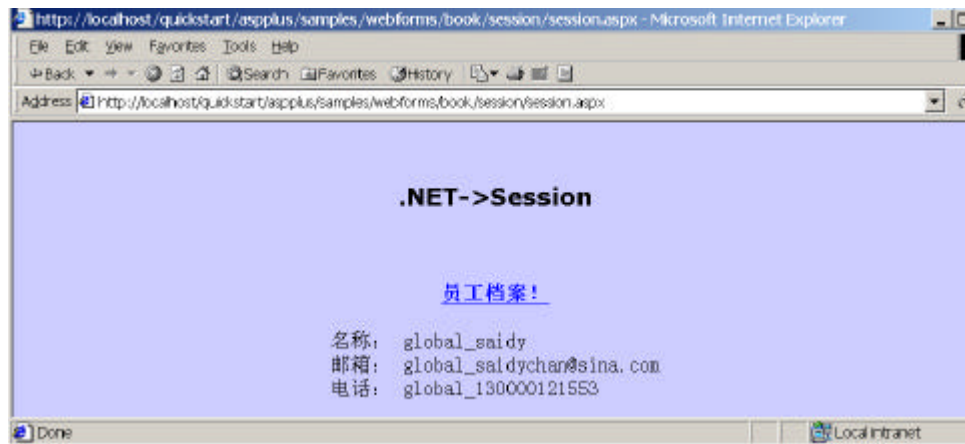 http://localhost/quickstart/aspplus/samples/webforms/book/session/session.aspx - Microsoft Internet Explorer
File Edit View Favorites Tools Help
Back Search Favorites History
Address http://localhost/quickstart/aspplus/samples/webforms/book/session/session.aspx
.NET->Session
员工档案！
名称： global_saidy
邮箱： global_saidychan@sina.com
电话： global_130000121553
Done Local intranet